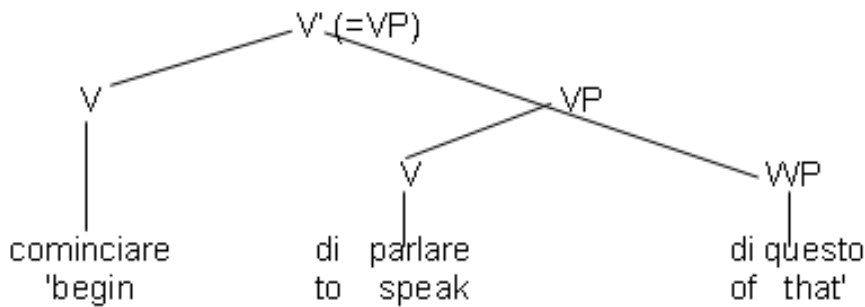 V' (=VP)
V VP
V WP
cominciare di parlare di questo
'begin to speak of that'